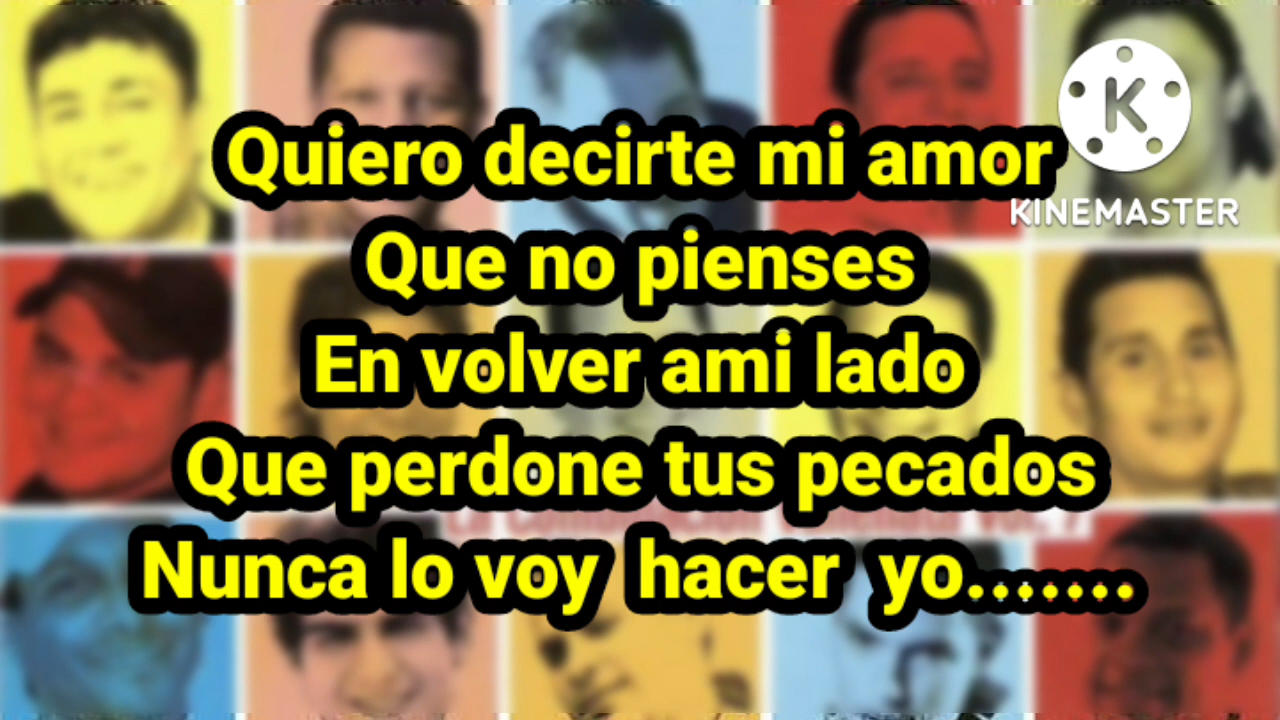 Quiero decirte mi amor
Que no pienses
En volver ami lado
Que perdone tus pecados
Nunca lo voy hacer yo.......
K
KINEMASTER